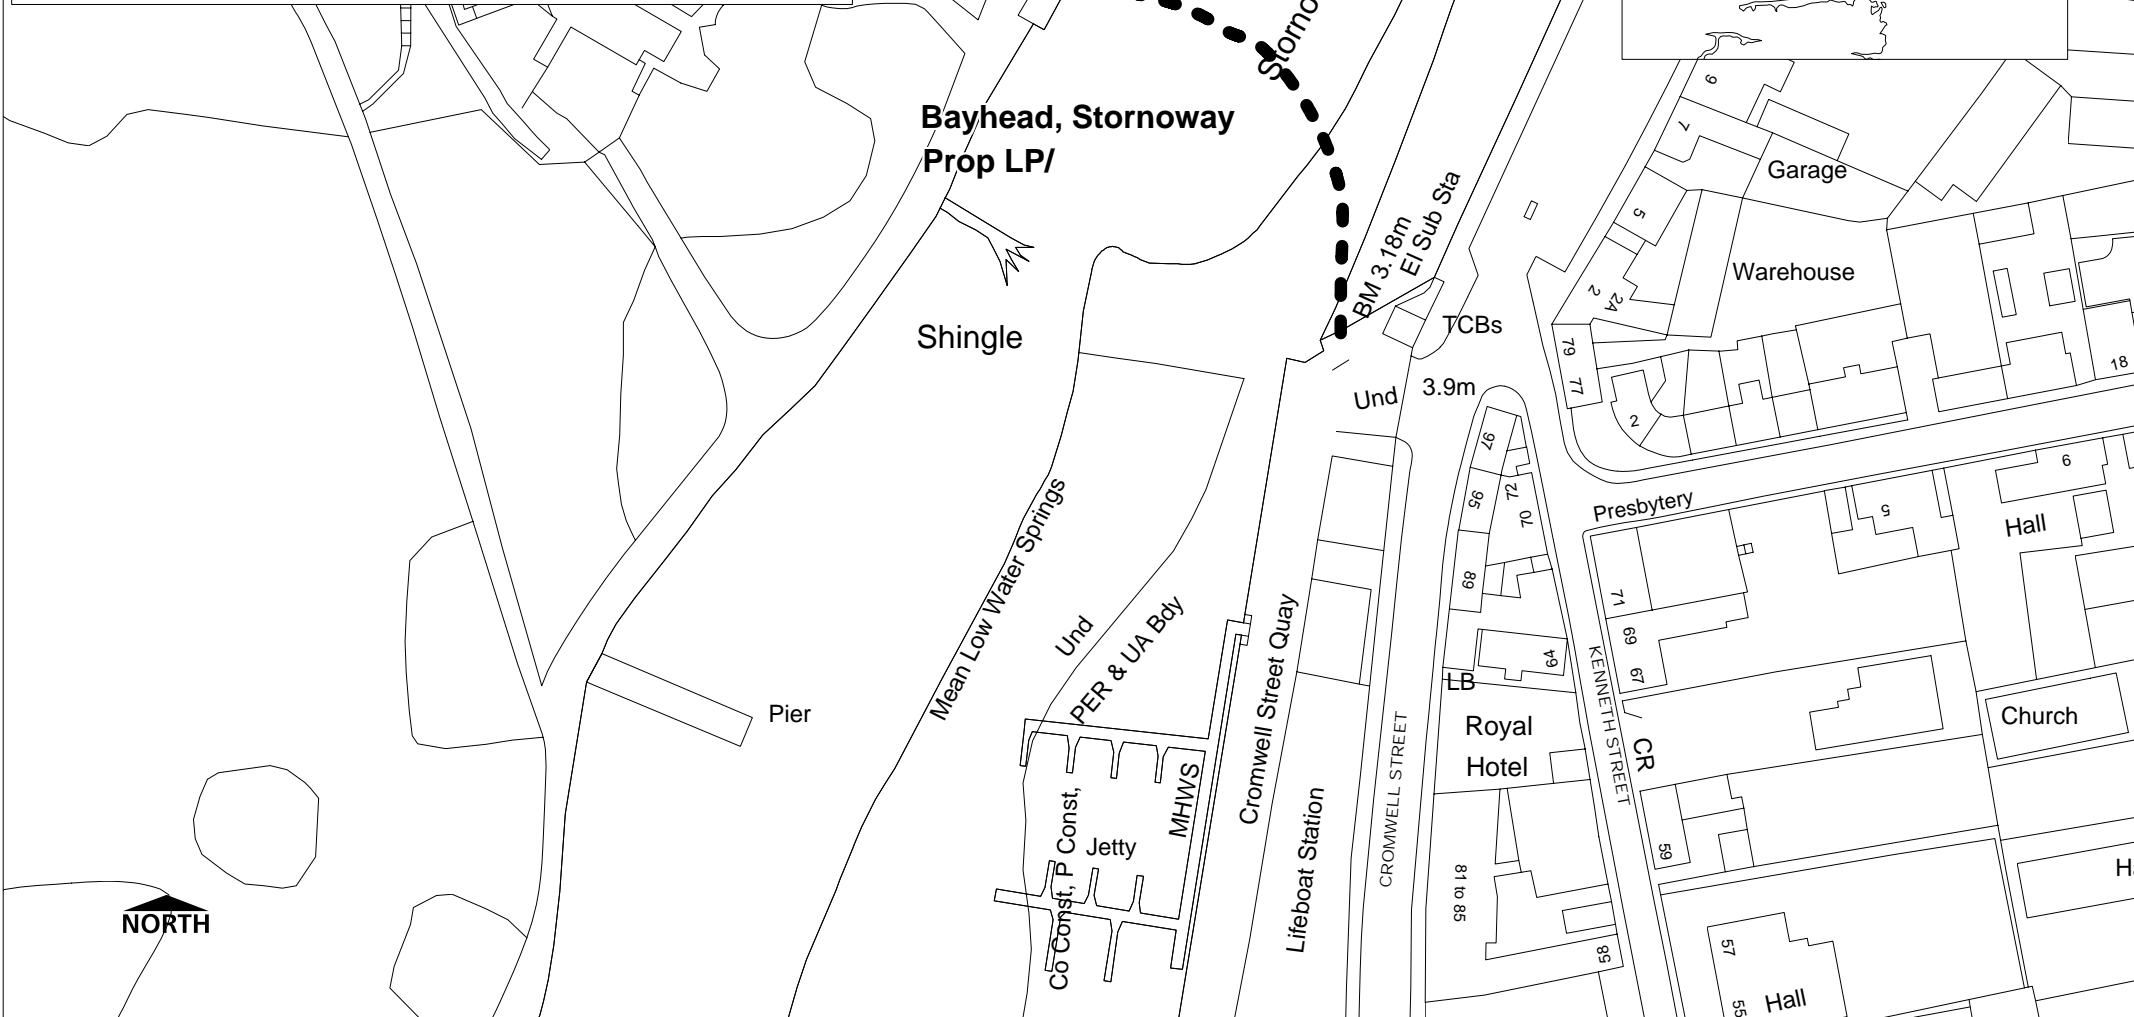 Storno
Bayhead, Stornoway
Prop LP/
9
7
Garage
5
BM 3.18m
El Sub Sta
Warehouse
2
2A
Shingle
TCBs
79
77
18
Und
3.9m
2
97
95
72
70
89
6
5
Presbytery
Hall
Mean Low Water Springs
71
69
67
64
Und
PER & UA Bdy
Cromwell Street Quay
KENNETH STREET
LB
Royal
Hotel
Pier
Church
CR
MHWS
CROMWELL STREET
Co Const, P Const,
Jetty
Lifeboat Station
59
81 to 85
NORTH
58
57
55
Hall